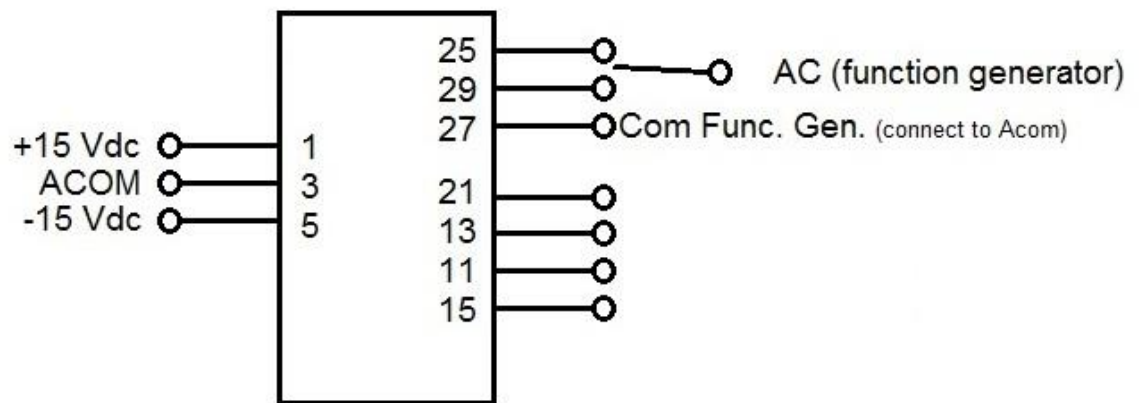 25
AC (function generator)
29
27
Com Func. Gen. (connect to Acom)
+15 Vdc
1
ACOM
3
-15 Vdc
5
21
13
11
15